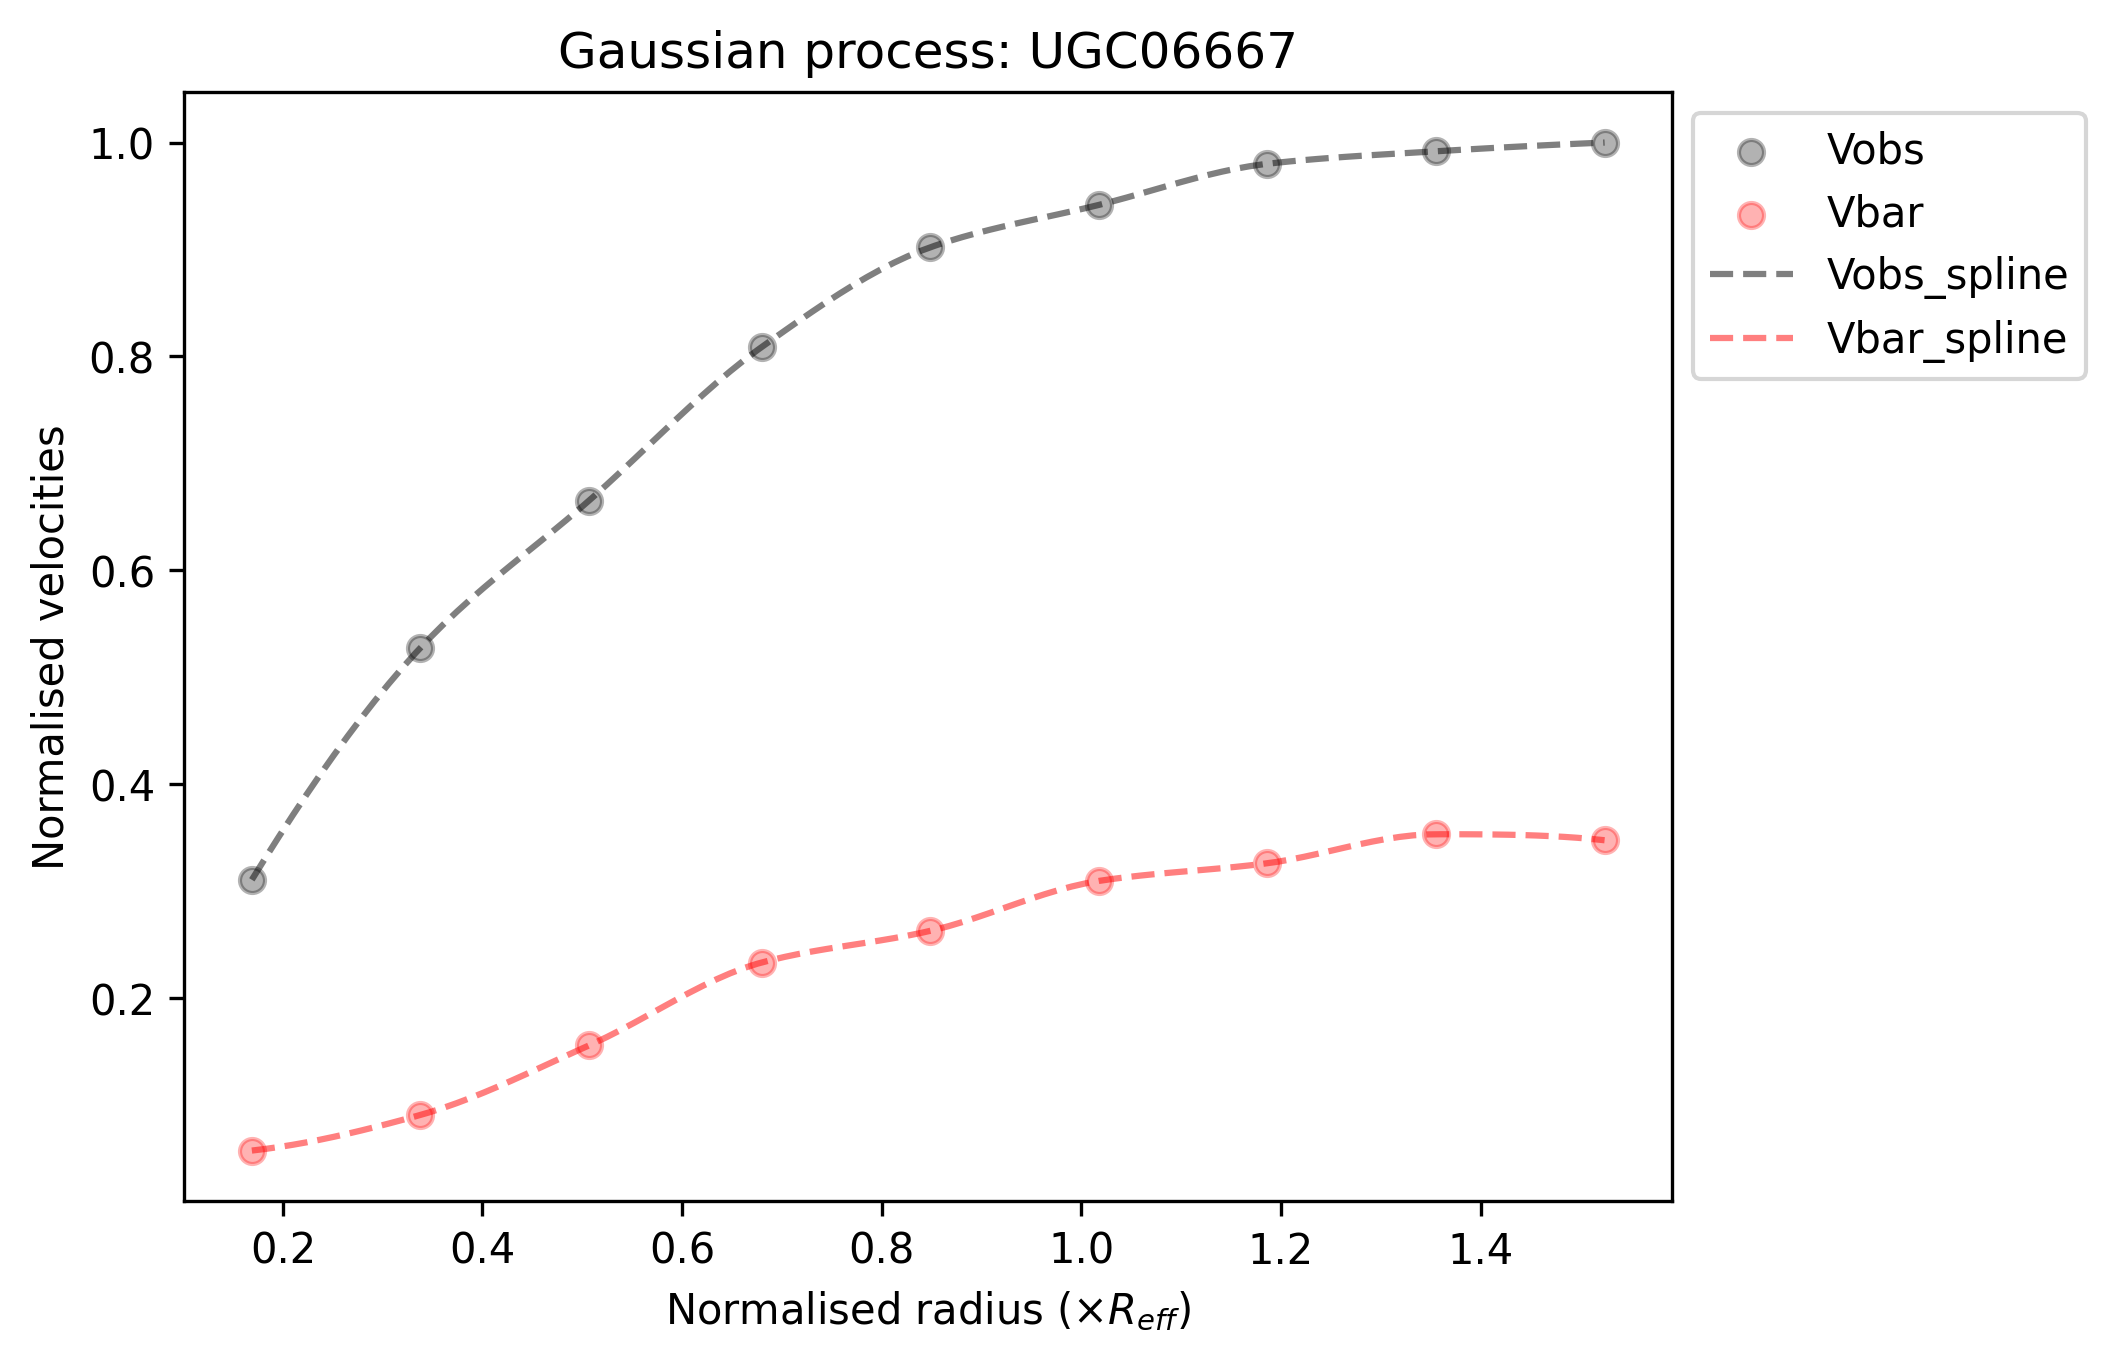 Gaussian process: UGC06667
1.0
0.8
0.6
0.4
0.2
Normalised velocities
0.2 0.4 0.6 0.8 1.0 1.2 1.4
Normalised radius (×R_eff)
Vobs
Vbar
Vobs_spline
Vbar_spline